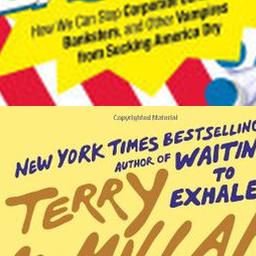 How We Can Stop Corporate
Banksters, and Other Vampires
from Sucking America Dry
Copyrighted Material
NEW YORK TIMES BESTSELLING
AUTHOR OF WAITIN
TO
EXHALE
TERRY